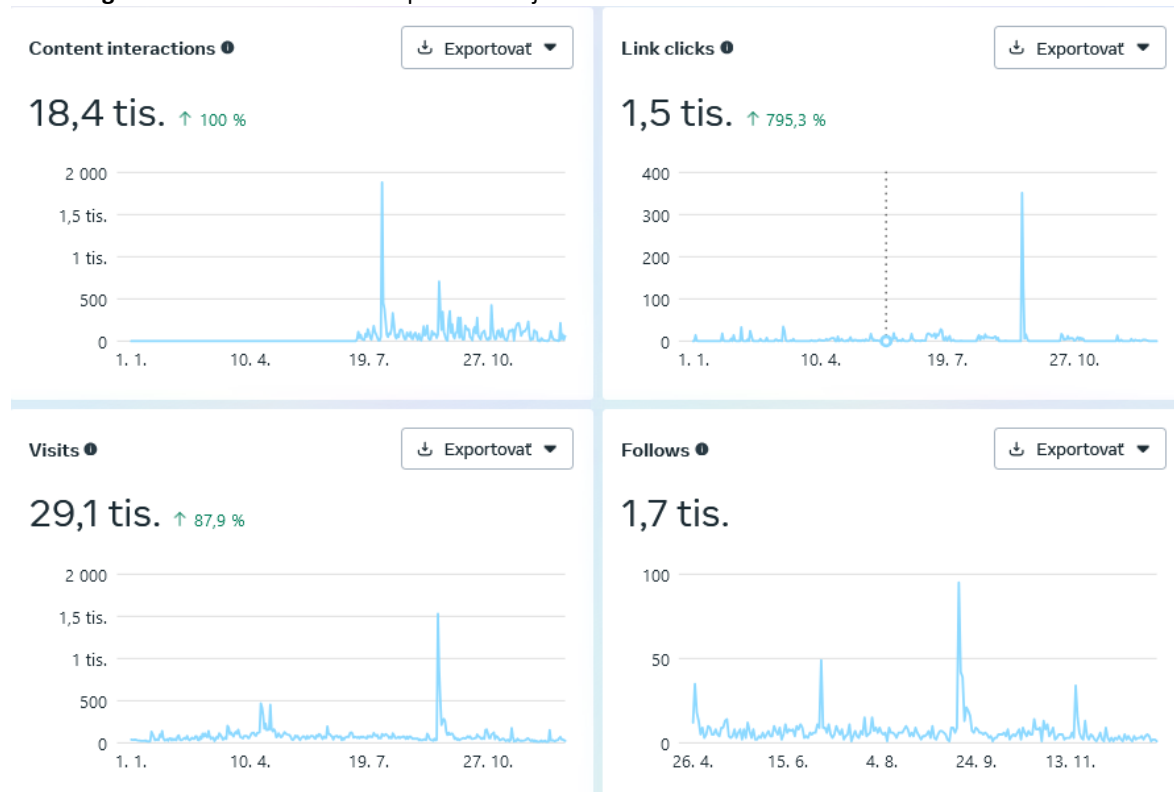 Content interactions
Exportovať
18,4 tis. ↑ 100 %
2 000
1,5 tis.
1 tis.
500
0
1. 1. 10. 4. 19. 7. 27. 10.
Link clicks
Exportovať
1,5 tis. ↑ 795,3 %
400
300
200
100
0
1. 1. 10. 4. 19. 7. 27. 10.
Visits
Exportovať
29,1 tis. ↑ 87,9 %
2 000
1,5 tis.
1 tis.
500
0
1. 1. 10. 4. 19. 7. 27. 10.
Follows
Exportovať
1,7 tis.
100
50
0
26. 4. 15. 6. 4. 8. 24. 9. 13. 11.